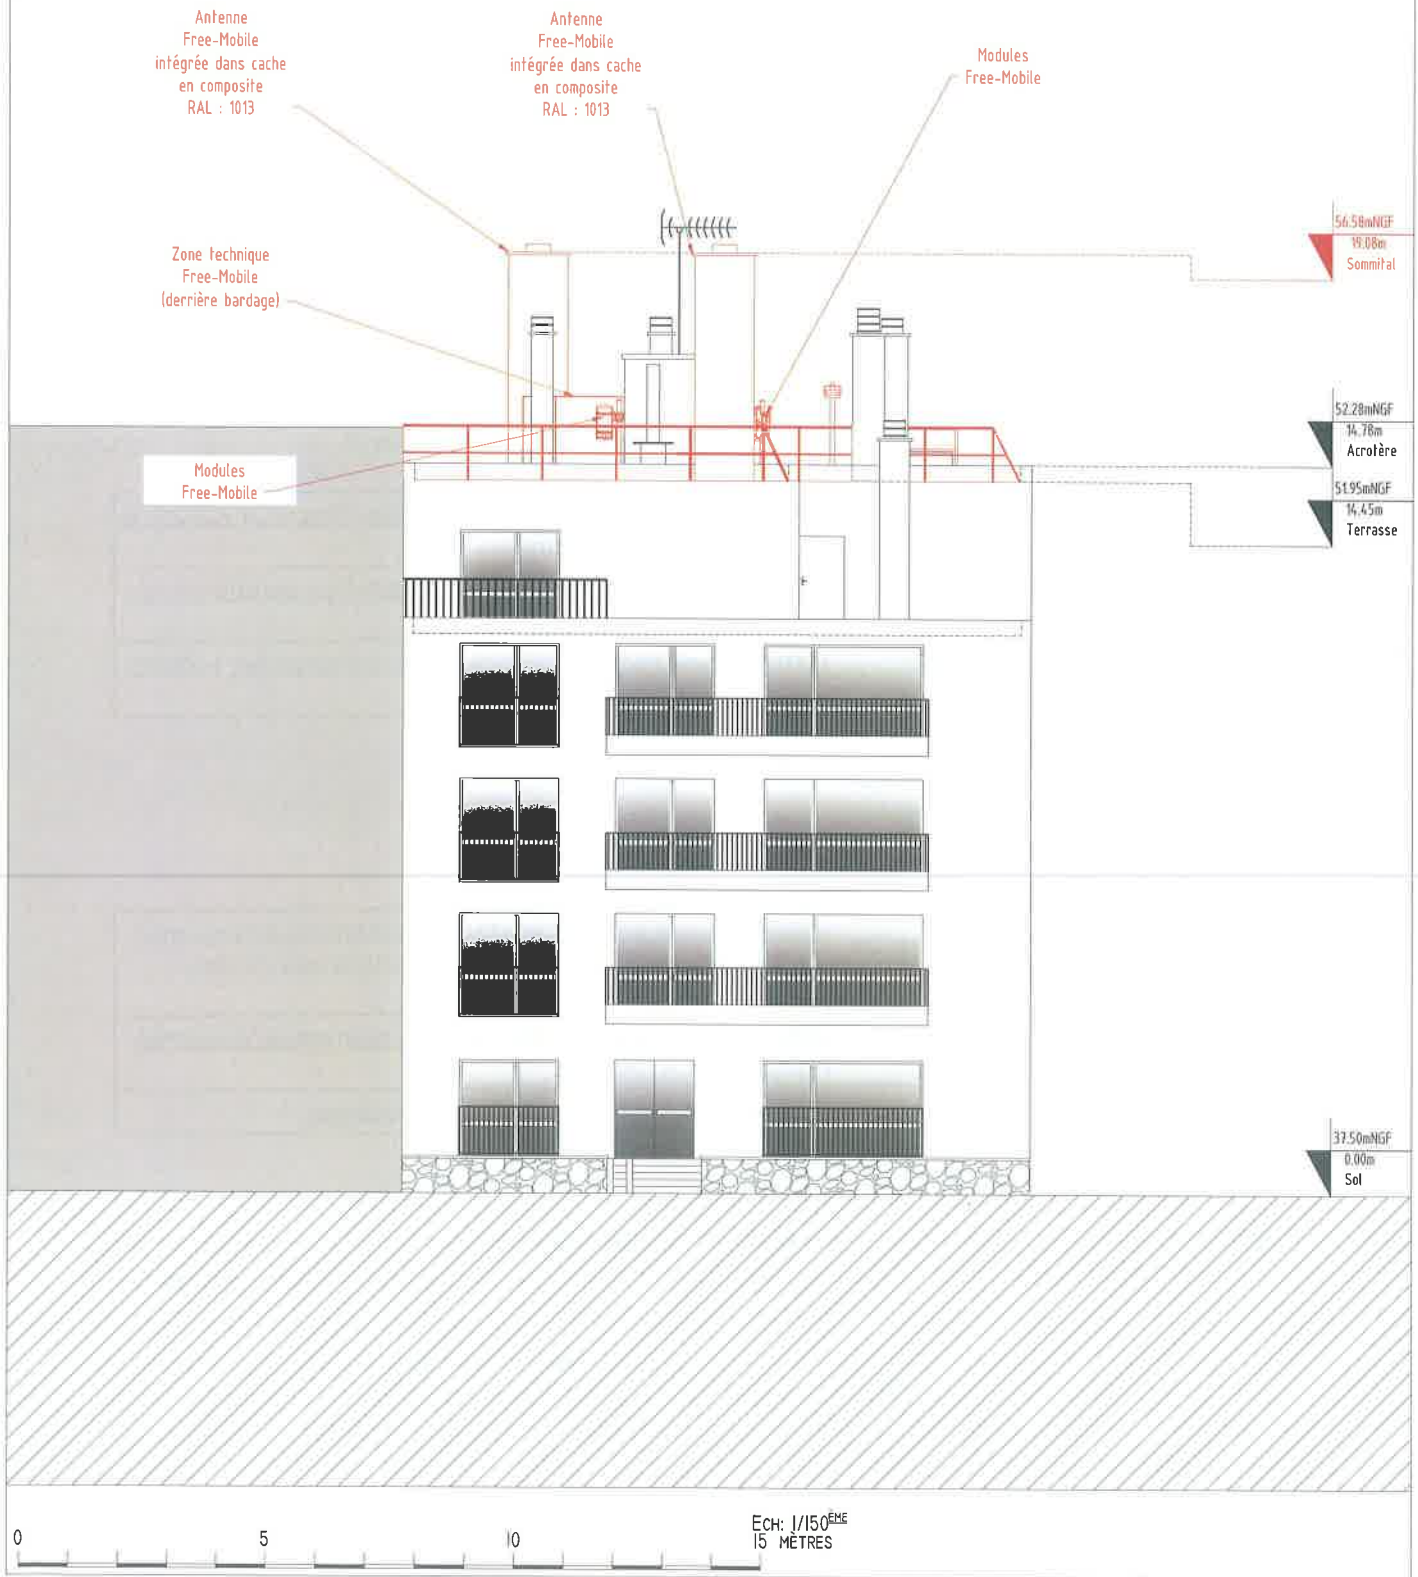 Antenne
Free-Mobile
intégrée dans cache
en composite
RAL : 1013
Antenne
Free-Mobile
intégrée dans cache
en composite
RAL : 1013
Modules
Free-Mobile
Zone technique
Free-Mobile
(derrière bardage)
Modules
Free-Mobile
56.58mNGF
19.08m
Sommital
52.28mNGF
14.78m
Acrotère
51.95mNGF
14.45m
Terrasse
37.50mNGF
0.00m
Sol
ECH: 1/150ÈME
0 5 10 15 MÈTRES